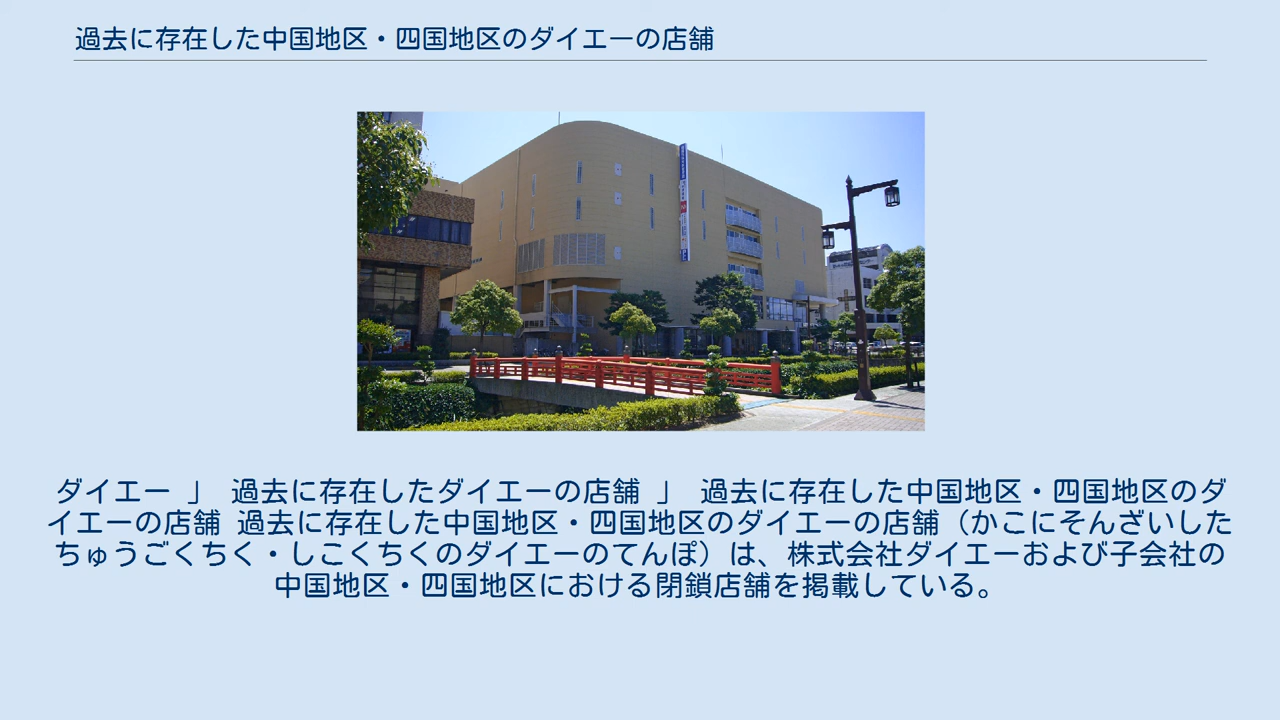 過去に存在した中国地区・四国地区のダイエーの店舗
ダイエー 」 過去に存在したダイエーの店舗 」 過去に存在した中国地区・四国地区のダ
イエーの店舗 過去に存在した中国地区・四国地区のダイエーの店舗（かこにそんざいした
ちゅうごくちく・しこくちくのダイエーのてんぽ）は、株式会社ダイエーおよび子会社の
中国地区・四国地区における閉鎖店舗を掲載している。